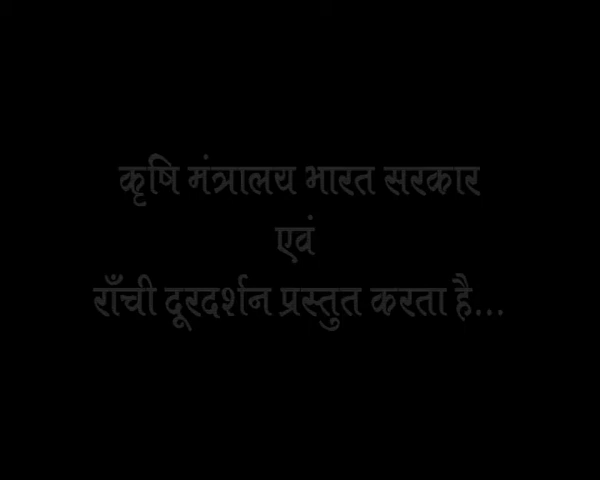 कृषि मंत्रालय भारत सरकार
एवं
राँची दूरदर्शन प्रस्तुत करता है...